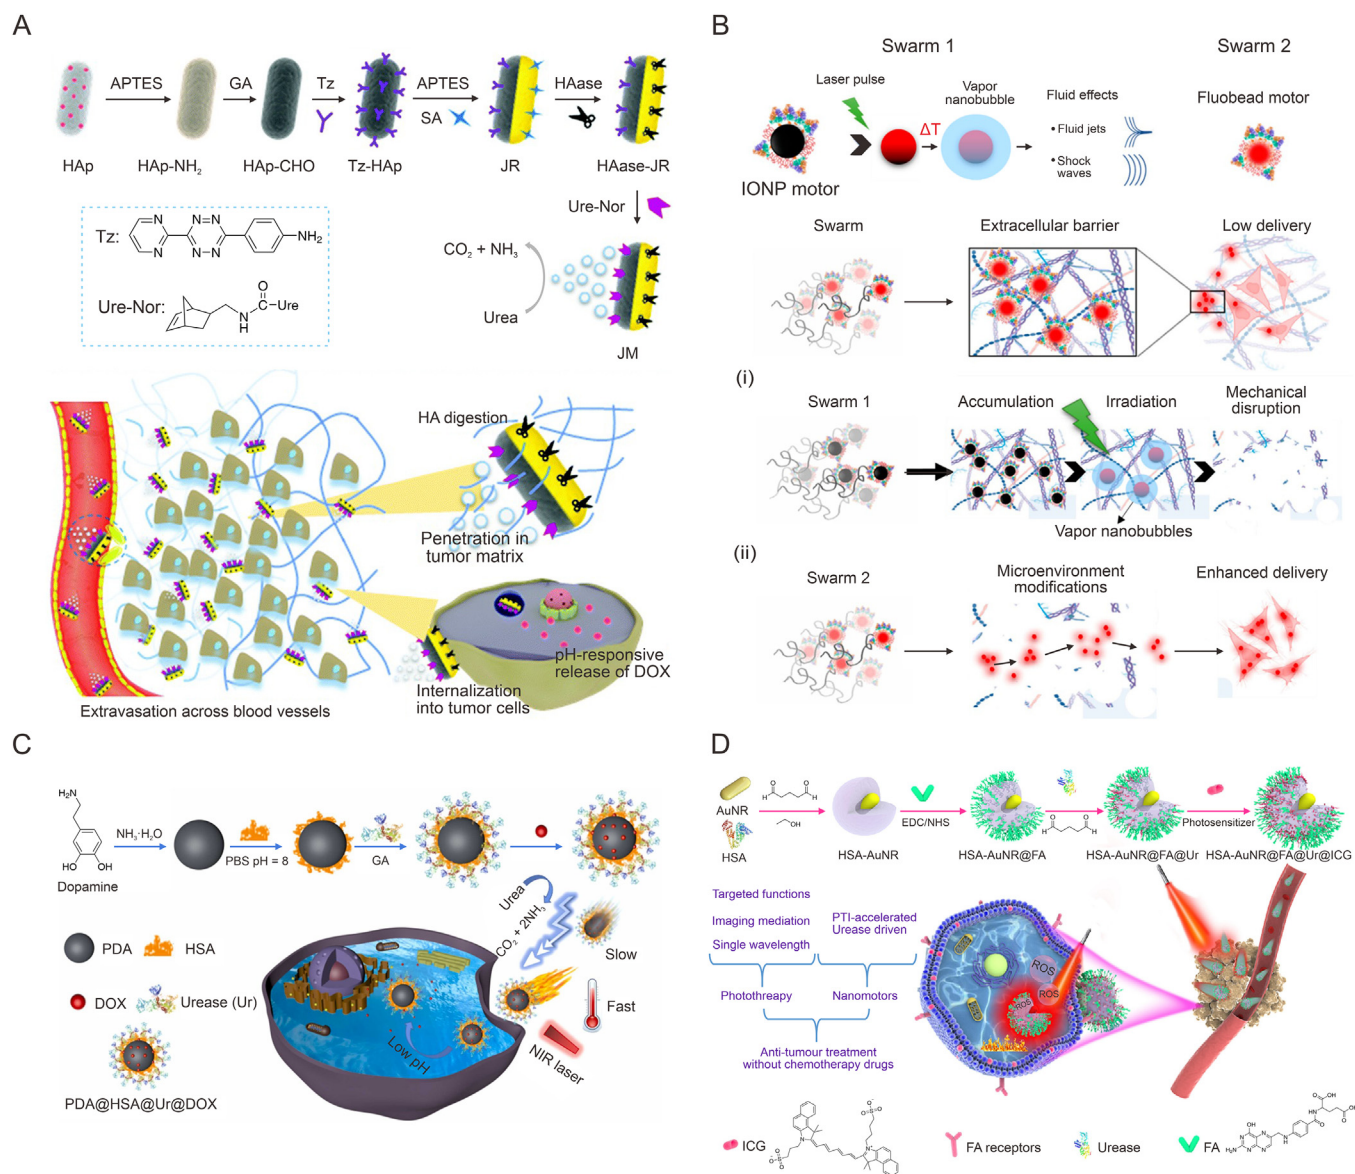 A
APTES
GA
Tz
APTES
SA
HAase
HAp
HAp-NH2
HAp-CHO
Tz-HAp
JR
HAase-JR
Ure-Nor
Tz:
N
N
N
N
N
N
NH2
Ure-Nor:
O
C-Ure
N
H
CO2 + NH3
Urea
JM
HA digestion
Penetration in
tumor matrix
pH-responsive
release of DOX
Internalization
into tumor cells
Extravasation across blood vessels
B
Swarm 1
Swarm 2
Laser pulse
Vapor
nanobubble
Fluid effects
Fluobead motor
ΔT
• Fluid jets
• Shock
waves
IONP motor
Swarm
Extracellular barrier
Low delivery
(i)
Swarm 1
Accumulation
Irradiation
Mechanical
disruption
Vapor nanobubbles
(ii)
Swarm 2
Microenvironment
modifications
Enhanced delivery
C
H2N
HO
OH
Dopamine
NH3·H2O
PBS pH = 8
GA
Urea
CO2 + 2NH3
Slow
Fast
NIR laser
Low pH
PDA
HSA
DOX
Urease (Ur)
PDA@HSA@Ur@DOX
D
AuNR
HSA
O
H
O
H
OH
HSA-AuNR
EDC/NHS
HSA-AuNR@FA
O
H
O
H
HSA-AuNR@FA@Ur
Photosensitizer
HSA-AuNR@FA@Ur@ICG
Targeted functions
Imaging mediation
Single wavelength
PTI-accelerated
Urease driven
Photothreapy
Nanomotors
Anti-tumour treatment
without chemotherapy drugs
ROS
ROS
ROS
ICG
FA receptors
Urease
FA